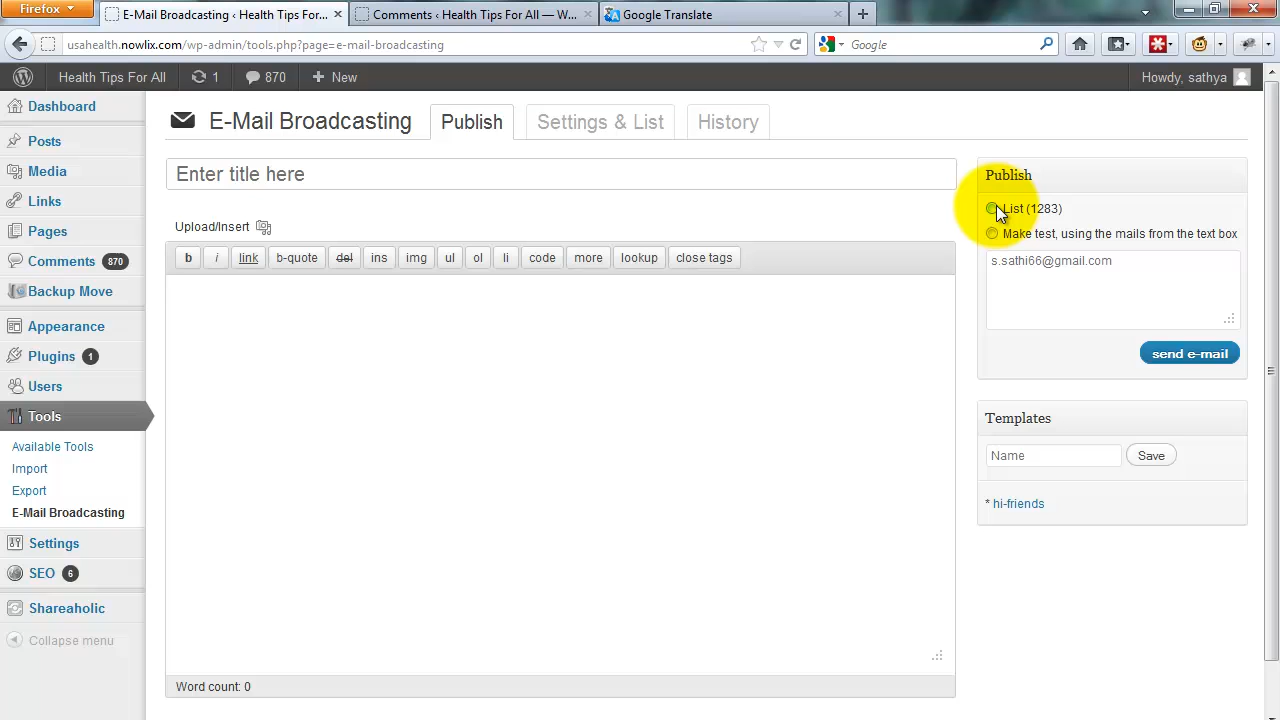 Firefox
E-Mail Broadcasting ‹ Health Tips For...
Comments ‹ Health Tips For All — W...
Google Translate
usahealth.nowlix.com/wp-admin/tools.php?page=e-mail-broadcasting
Google
Health Tips For All
1
870
New
Howdy, sathya
Dashboard
Posts
Media
Links
Pages
Comments 870
Backup Move
Appearance
Plugins 1
Users
Tools
Available Tools
Import
Export
E-Mail Broadcasting
Settings
SEO 6
Shareaholic
Collapse menu
E-Mail Broadcasting
Publish
Settings & List
History
Enter title here
Upload/Insert
b
i
link
b-quote
del
ins
img
ul
ol
li
code
more
lookup
close tags
Word count: 0
Publish
List (1283)
Make test, using the mails from the text box
s.sathi66@gmail.com
send e-mail
Templates
Name
Save
* hi-friends